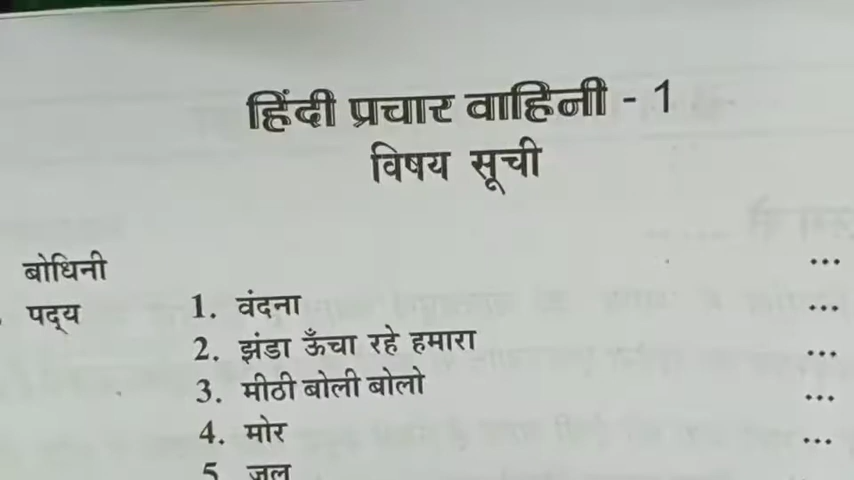 हिंदी प्रचार वाहिनी - 1
विषय सूची
बोधिनी ...
पद्य 1. वंदना ...
2. झंडा ऊँचा रहे हमारा ...
3. मीठी बोली बोलो ...
4. मोर ...
5 जल